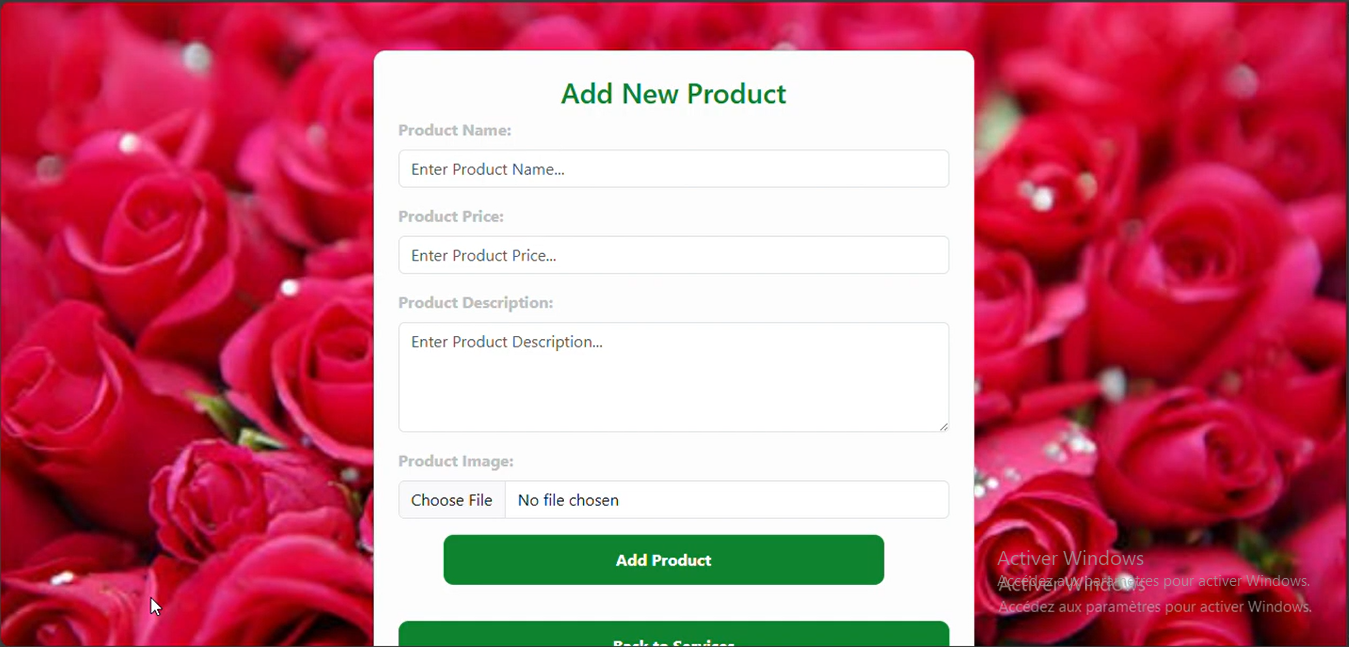 Add New Product
Product Name:
Enter Product Name...
Product Price:
Enter Product Price...
Product Description:
Enter Product Description...
Product Image:
Choose File No file chosen
Add Product
Back to Services
Activer Windows
Accédez aux paramètres pour activer Windows.
Activer Windows
Accédez aux paramètres pour activer Windows.